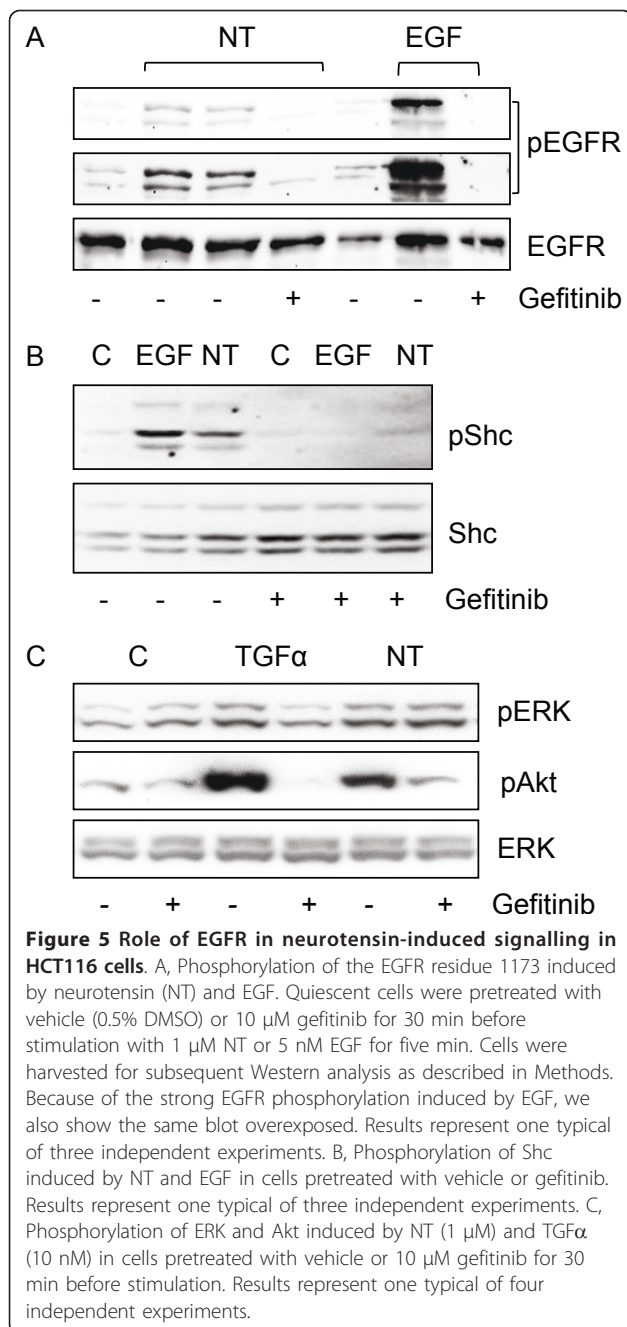 A
NT EGF
pEGFR
EGFR
- - - + - - + Gefitinib
B C EGF NT C EGF NT
pShc
Shc
- - - + + + Gefitinib
C C TGFα NT
pERK
pAkt
ERK
- + - + - + Gefitinib
Figure 5 Role of EGFR in neurotensin-induced signalling in
HCT116 cells. A, Phosphorylation of the EGFR residue 1173 induced
by neurotensin (NT) and EGF. Quiescent cells were pretreated with
vehicle (0.5% DMSO) or 10 μM gefitinib for 30 min before
stimulation with 1 μM NT or 5 nM EGF for five min. Cells were
harvested for subsequent Western analysis as described in Methods.
Because of the strong EGFR phosphorylation induced by EGF, we
also show the same blot overexposed. Results represent one typical
of three independent experiments. B, Phosphorylation of Shc
induced by NT and EGF in cells pretreated with vehicle or gefitinib.
Results represent one typical of three independent experiments. C,
Phosphorylation of ERK and Akt induced by NT (1 μM) and TGFα
(10 nM) in cells pretreated with vehicle or 10 μM gefitinib for 30
min before stimulation. Results represent one typical of four
independent experiments.